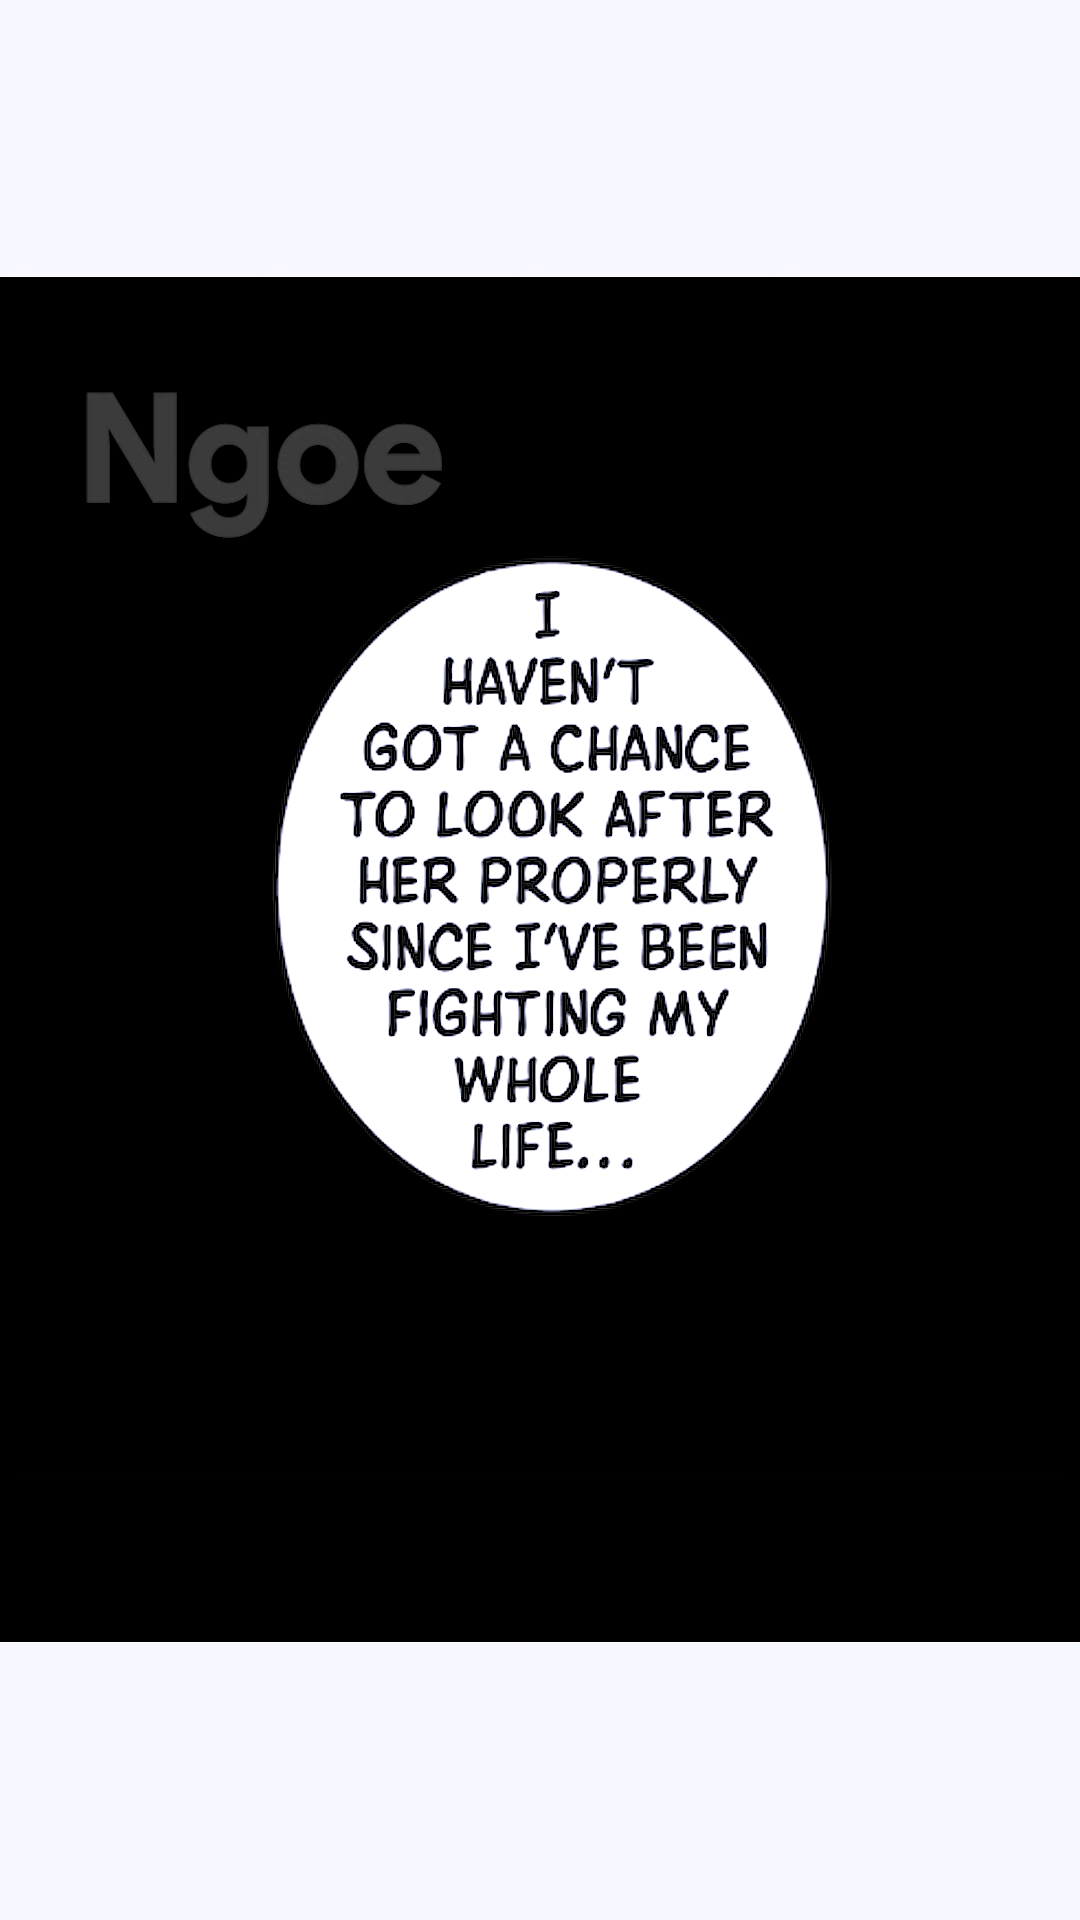 Ngoe
I
HAVEN'T
GOT A CHANCE
TO LOOK AFTER
HER PROPERLY
SINCE I'VE BEEN
FIGHTING MY
WHOLE
LIFE...